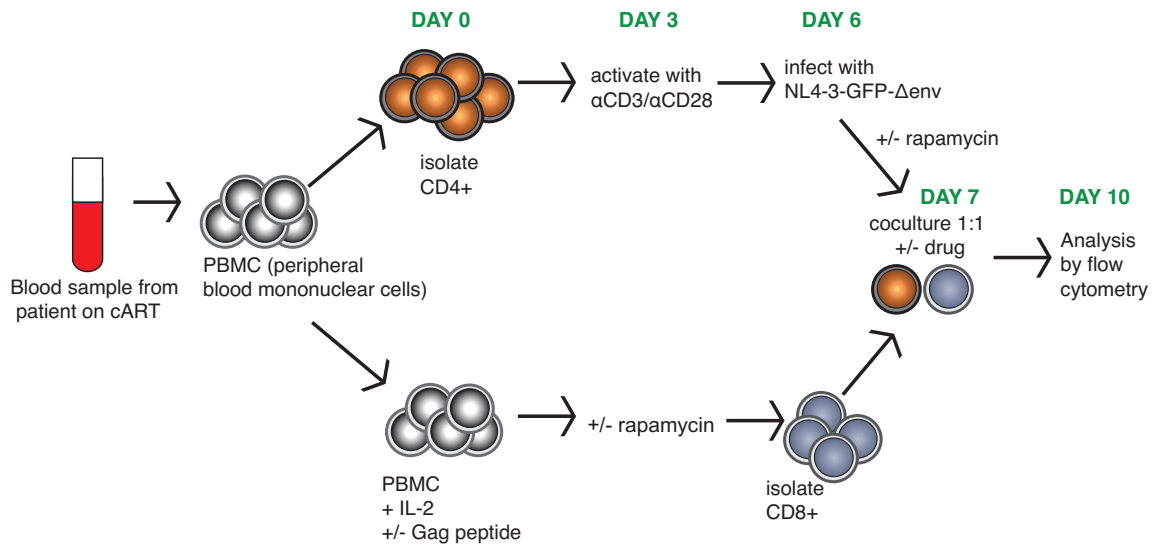 DAY 0
DAY 3
DAY 6
activate with
αCD3/αCD28
infect with
NL4-3-GFP-Δenv
isolate
CD4+
+/- rapamycin
Blood sample from
patient on cART
PBMC (peripheral
blood mononuclear cells)
DAY 7
coculture 1:1
+/- drug
DAY 10
Analysis
by flow
cytometry
PBMC
+ IL-2
+/- Gag peptide
+/- rapamycin
isolate
CD8+